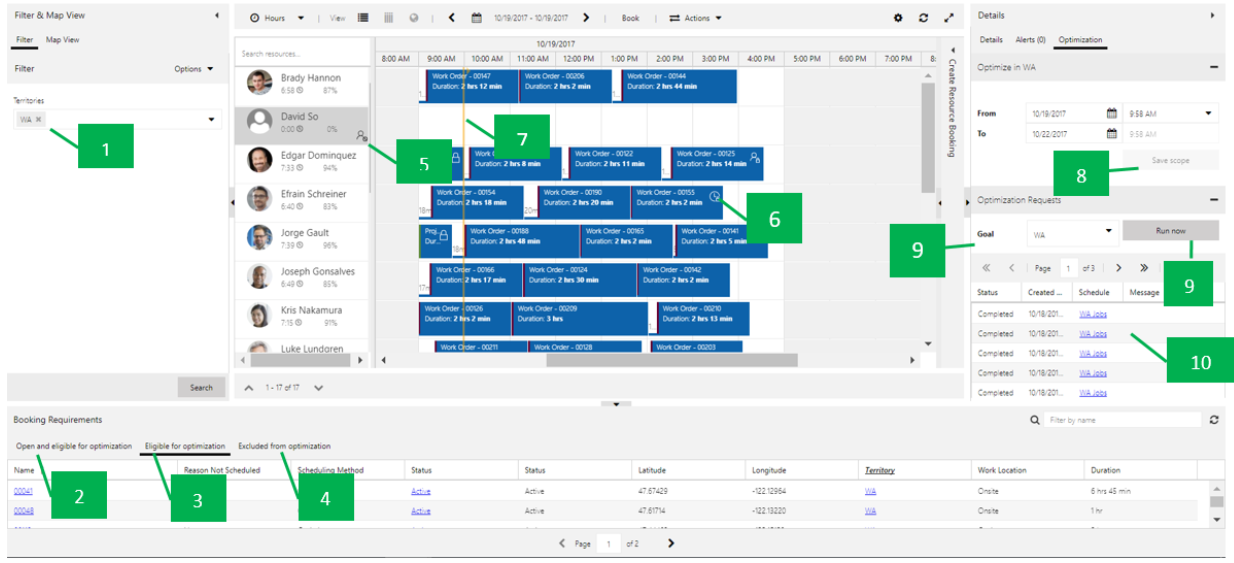 Filter & Map View
Filter Map View
Filter Options
Territories
WA ×
1
Search
Hours | View | 10/19/2017 - 10/19/2017 | Book | Actions
Search resources...
10/19/2017
8:00 AM 9:00 AM 10:00 AM 11:00 AM 12:00 PM 1:00 PM 2:00 PM 3:00 PM 4:00 PM 5:00 PM 6:00 PM 7:00 PM 8:
Brady Hannon
6:58 87%
Work Order - 00147 Work Order - 00206 Work Order - 00144
Duration: 2 hrs 12 min Duration: 2 hrs 2 min Duration: 2 hrs 44 min
David So
0:00 0%
5
7
Edgar Dominquez
7:33 94%
Work Order - 00122 Work Order - 00125
Duration: 2 hrs 8 min Duration: 2 hrs 11 min Duration: 2 hrs 14 min
Efrain Schreiner
6:40 83%
Work Order - 00154 Work Order - 00190 Work Order - 00155
Duration: 2 hrs 18 min Duration: 2 hrs 20 min Duration: 2 hrs 2 min
18m 20m
6
Jorge Gault
7:39 96%
Proj... Work Order - 00188 Work Order - 00165 Work Order - 00141
Dur... Duration: 2 hrs 48 min Duration: 2 hrs 2 min Duration: 2 hrs 5 min
18m
Joseph Gonsalves
6:49 85%
Work Order - 00166 Work Order - 00124 Work Order - 00142
Duration: 2 hrs 17 min Duration: 2 hrs 30 min Duration: 2 hrs 2 min
17m
Kris Nakamura
7:15 91%
Work Order - 00126 Work Order - 00209 Work Order - 00210
Duration: 2 hrs 2 min Duration: 3 hrs Duration: 2 hrs 13 min
Luke Lundgren
Work Order - 00211 Work Order - 00128 Work Order - 00203
1 - 17 of 17
Create Resource Booking
Details
Details Alerts (0) Optimization
Optimize in WA
From 10/19/2017 9:58 AM
To 10/22/2017 9:58 AM
Save scope
8
Optimization Requests
Goal WA Run now
9
9
Page 1 of 3
Status Created ... Schedule Message
Completed 10/18/201... WA Jobs
Completed 10/18/201... WA Jobs
Completed 10/18/201... WA Jobs
Completed 10/18/201... WA Jobs
Completed 10/18/201... WA Jobs
10
Booking Requirements
Filter by name
Open and eligible for optimization Eligible for optimization Excluded from optimization
Name Reason Not Scheduled Scheduling Method Status Status Latitude Longitude Territory Work Location Duration
00041 Active Active 47.67429 -122.12964 WA Onsite 6 hrs 45 min
00048 Active Active 47.61714 -122.13220 WA Onsite 1 hr
2
3
4
Page 1 of 2